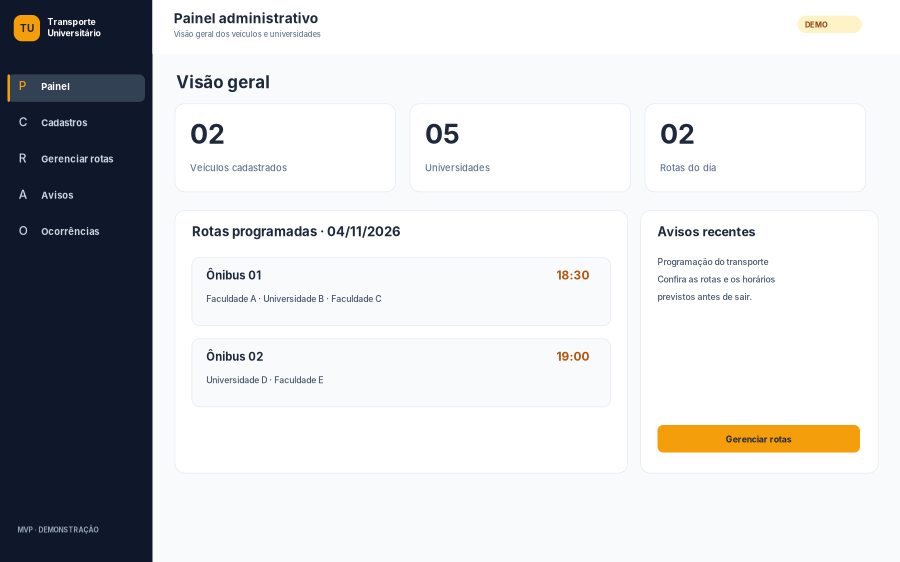 TU
Transporte
Universitário
P Painel
C Cadastros
R Gerenciar rotas
A Avisos
O Ocorrências
MVP · DEMONSTRAÇÃO
Painel administrativo
Visão geral dos veículos e universidades
DEMO
Visão geral
02
Veículos cadastrados
05
Universidades
02
Rotas do dia
Rotas programadas · 04/11/2026
Ônibus 01 18:30
Faculdade A · Universidade B · Faculdade C
Ônibus 02 19:00
Universidade D · Faculdade E
Avisos recentes
Programação do transporte
Confira as rotas e os horários
previstos antes de sair.
Gerenciar rotas